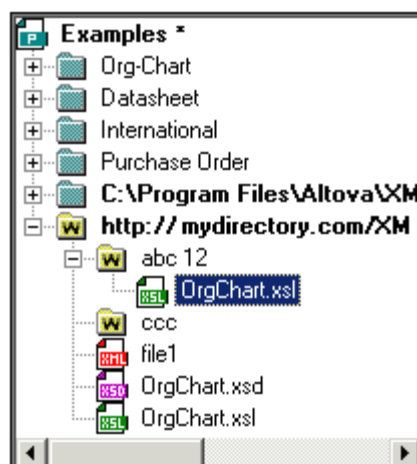 Examples *
Org-Chart
Datasheet
International
Purchase Order
C:\Program Files\Altova\XM
http://mydirectory.com/XM
abc 12
OrgChart.xsl
ccc
file1
OrgChart.xsd
OrgChart.xsl